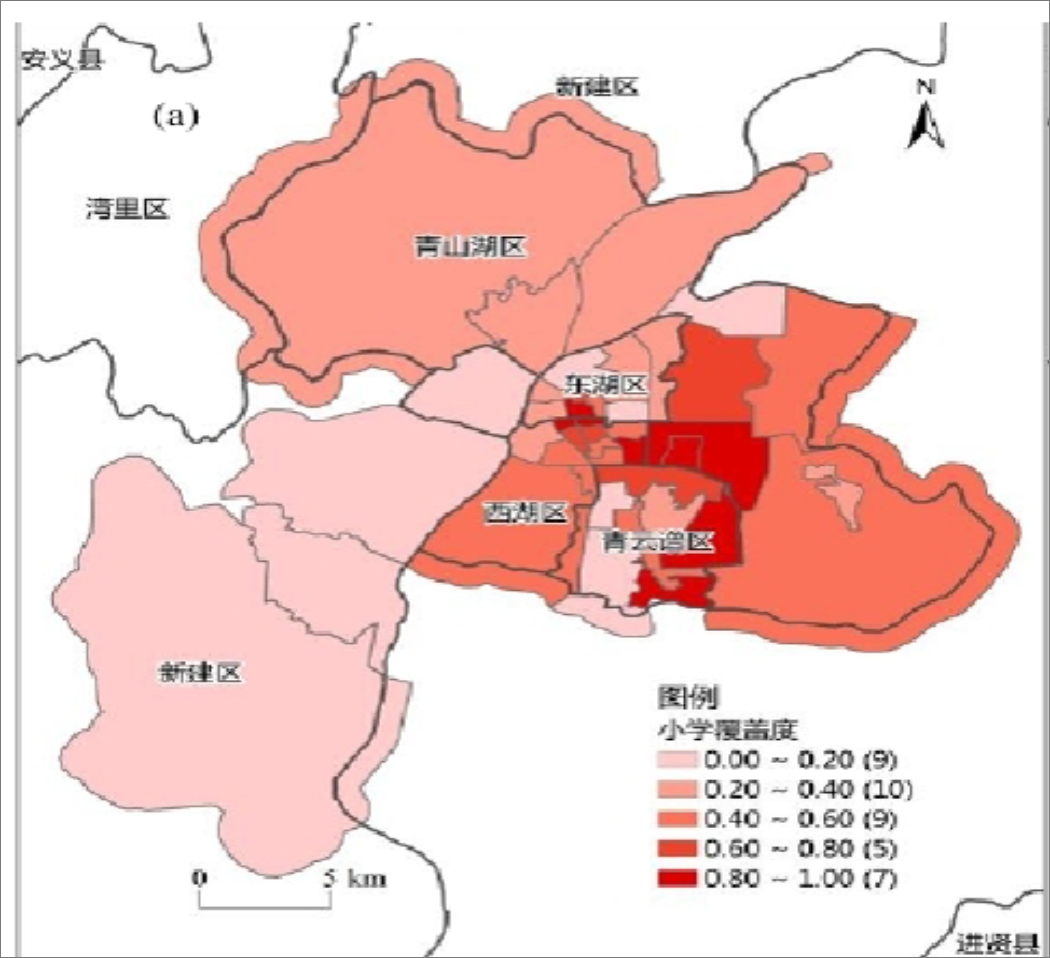 安义县
新建区
N
(a)
湾里区
青山湖区
东湖区
西湖区
青云谱区
新建区
图例
小学覆盖度
0.00 ~ 0.20 (9)
0.20 ~ 0.40 (10)
0.40 ~ 0.60 (9)
0.60 ~ 0.80 (5)
0.80 ~ 1.00 (7)
0 5 km
进贤县